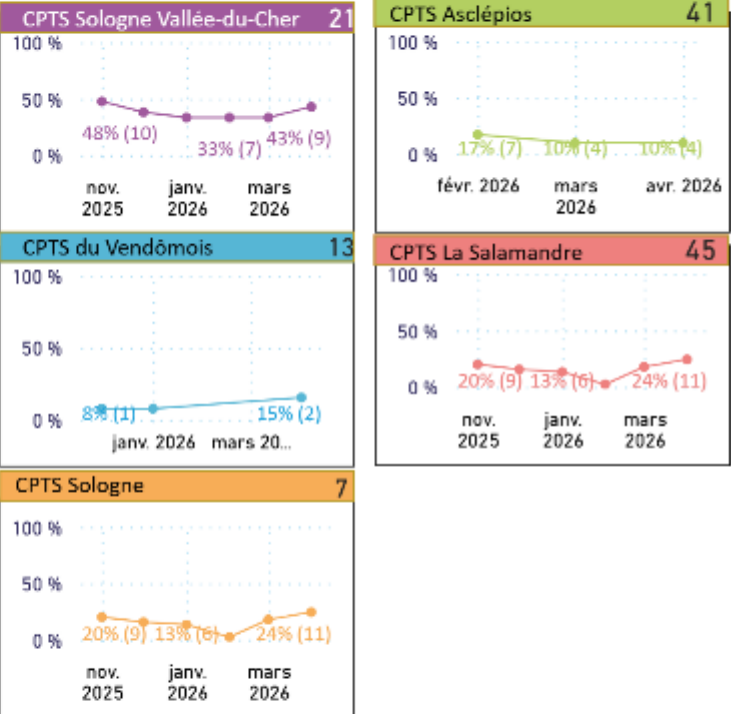 CPTS Sologne Vallée-du-Cher 21
100 %
50 %
48% (10)
33% (7)
43% (9)
0 %
nov. janv. mars
2025 2026 2026
CPTS Asclépios 41
100 %
50 %
0 %
17% (7) 10% (4) 10% (4)
févr. 2026 mars avr. 2026
2026
CPTS du Vendômois 13
100 %
50 %
0 %
8% (1) 15% (2)
janv. 2026 mars 20...
CPTS La Salamandre 45
100 %
50 %
0 %
20% (9) 13% (6) 24% (11)
nov. janv. mars
2025 2026 2026
CPTS Sologne 7
100 %
50 %
0 %
20% (9) 13% (6) 24% (11)
nov. janv. mars
2025 2026 2026